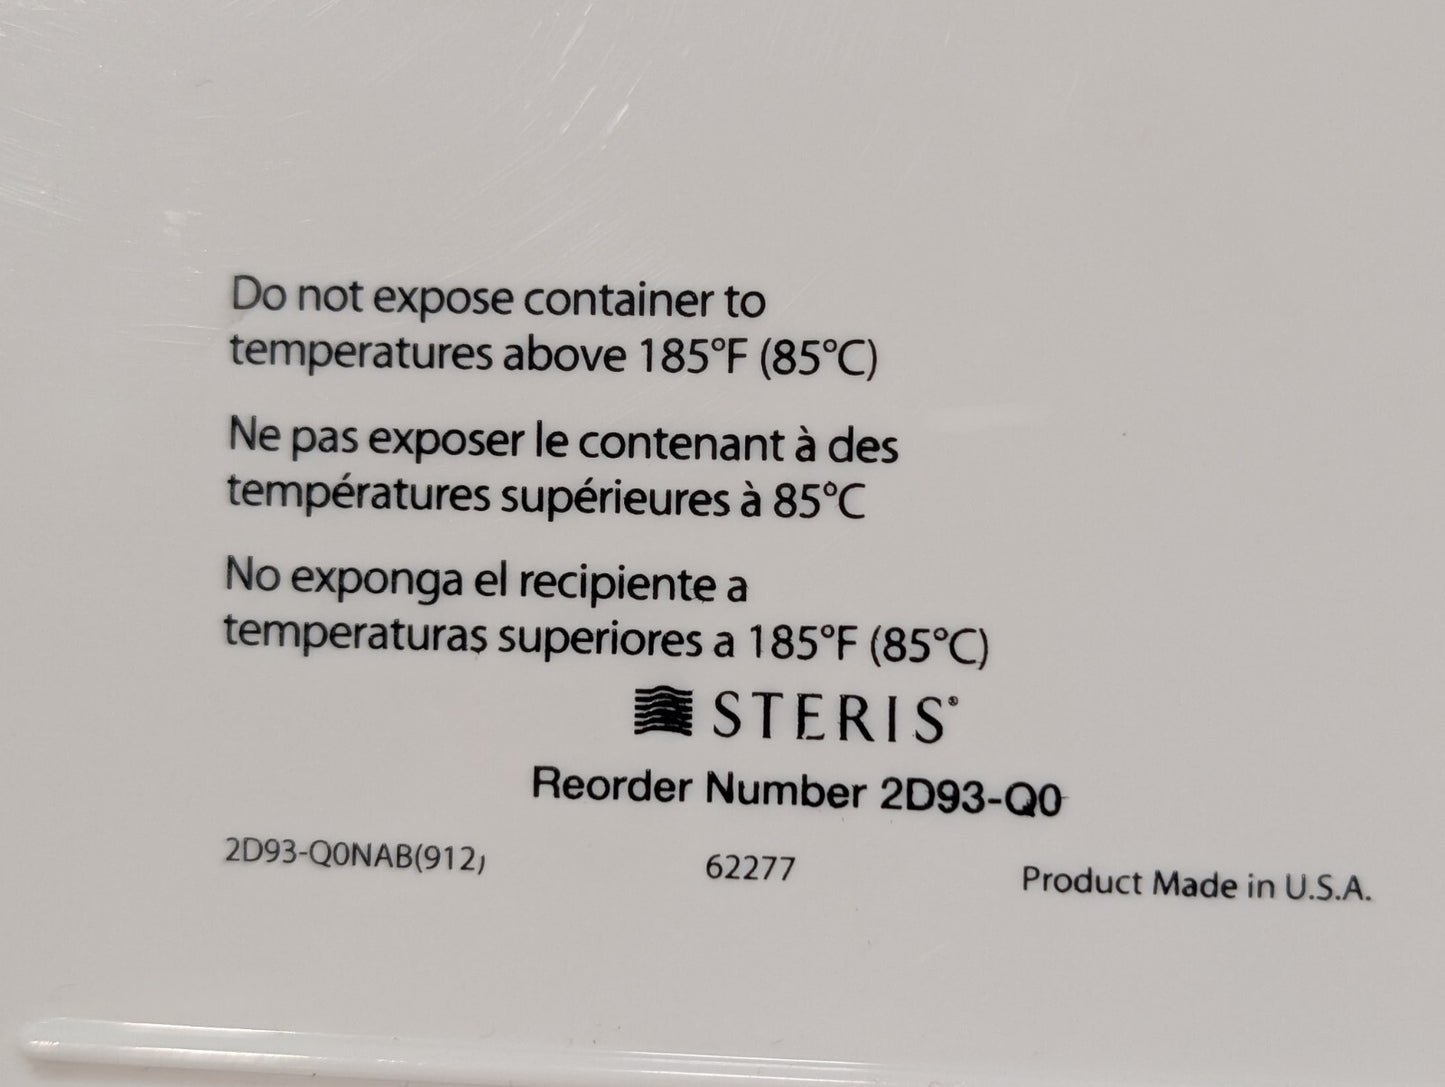 Do not expose container to
temperatures above 185°F (85°C)
Ne pas exposer le contenant à des
températures supérieures à 85°C
No exponga el recipiente a
temperaturas superiores a 185°F (85°C)
STERIS®
Reorder Number 2D93-Q0
2D93-Q0NAB(912) 62277 Product Made in U.S.A.